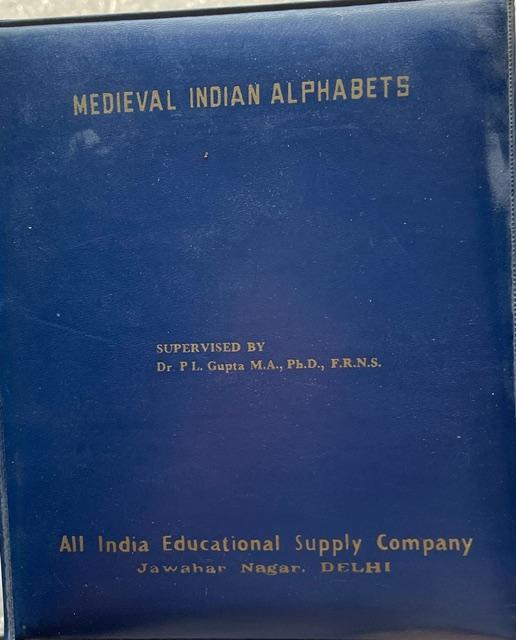 MEDIEVAL INDIAN ALPHABETS
SUPERVISED BY
Dr P L. Gupta M.A., Ph.D., F.R.N.S.
All India Educational Supply Company
Jawahar Nagar. DELHI